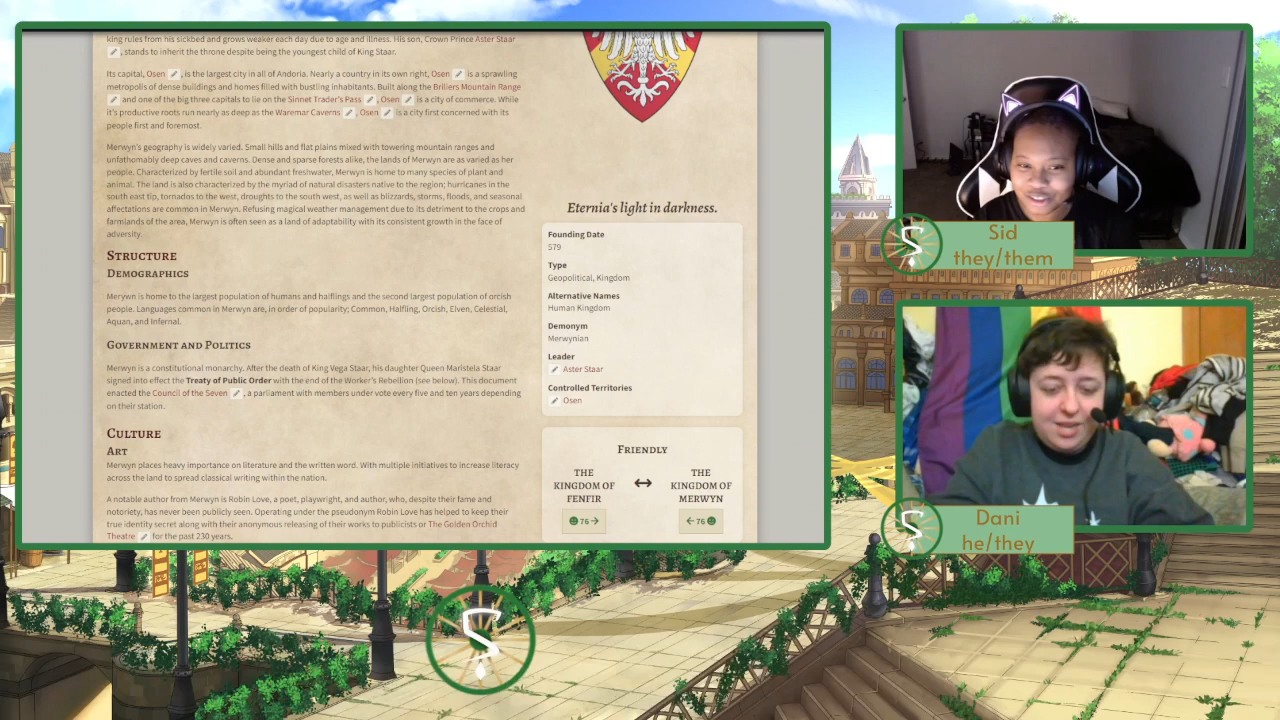 king rules from his sickbed and grows weaker each day due to age and illness. His son, Crown Prince Aster Staar
, stands to inherit the throne despite being the youngest child of King Staar.
Its capital, Osen , is the largest city in all of Andoria. Nearly a country in its own right, Osen is a sprawling
metropolis of dense buildings and homes filled with bustling inhabitants. Built along the Brillers Mountain Range
and one of the big three capitals to lie on the Sinnet Trader's Pass , Osen is a city of commerce. While
it's productive roots run nearly as deep as the Waremar Caverns , Osen is a city first concerned with its
people first and foremost.
Merwyn's geography is widely varied. Small hills and flat plains mixed with towering mountain ranges and
unfathomably deep caves and caverns. Dense and sparse forests alike, the lands of Merwyn are as varied as her
people. Characterized by fertile soil and abundant freshwater, Merwyn is home to many species of plant and
animal. The land is also characterized by the myriad of natural disasters native to the region; hurricanes in the
south east tip, tornados to the west, droughts to the south west, as well as blizzards, storms, floods, and seasonal
affectations are common in Merwyn. Refusing magical weather management due to its detriment to the crops and
farmlands of the area, Merwyn is often seen as a land of adaptability with its consistent growth in the face of
adversity.
Structure
Demographics
Merwyn is home to the largest population of humans and halflings and the second largest population of orcish
people. Languages common in Merwyn are, in order of popularity; Common, Halfling, Orcish, Elven, Celestial,
Aquan, and Infernal.
Government and Politics
Merwyn is a constitutional monarchy. After the death of King Vega Staar, his daughter Queen Maristela Staar
signed into effect the Treaty of Public Order with the end of the Worker's Rebellion (see below). This document
enacted the Council of the Seven , a parliament with members under vote every five and ten years depending
on their station.
Culture
Art
Merwyn places heavy importance on literature and the written word. With multiple initiatives to increase literacy
across the land to spread classical writing within the nation.
A notable author from Merwyn is Robin Love, a poet, playwright, and author, who, despite their fame and
notoriety, has never been publicly seen. Operating under the pseudonym Robin Love has helped to keep their
true identity secret along with their anonymous releasing of their works to publicists or The Golden Orchid
Theatre for the past 230 years.
Eternia's light in darkness.
Founding Date
579
Type
Geopolitical, Kingdom
Alternative Names
Human Kingdom
Demonym
Merwynian
Leader
Aster Staar
Controlled Territories
Osen
Friendly
THE
KINGDOM OF
FENFIR
76
THE
KINGDOM OF
MERWYN
76
Sid
they/them
Dani
he/they
S